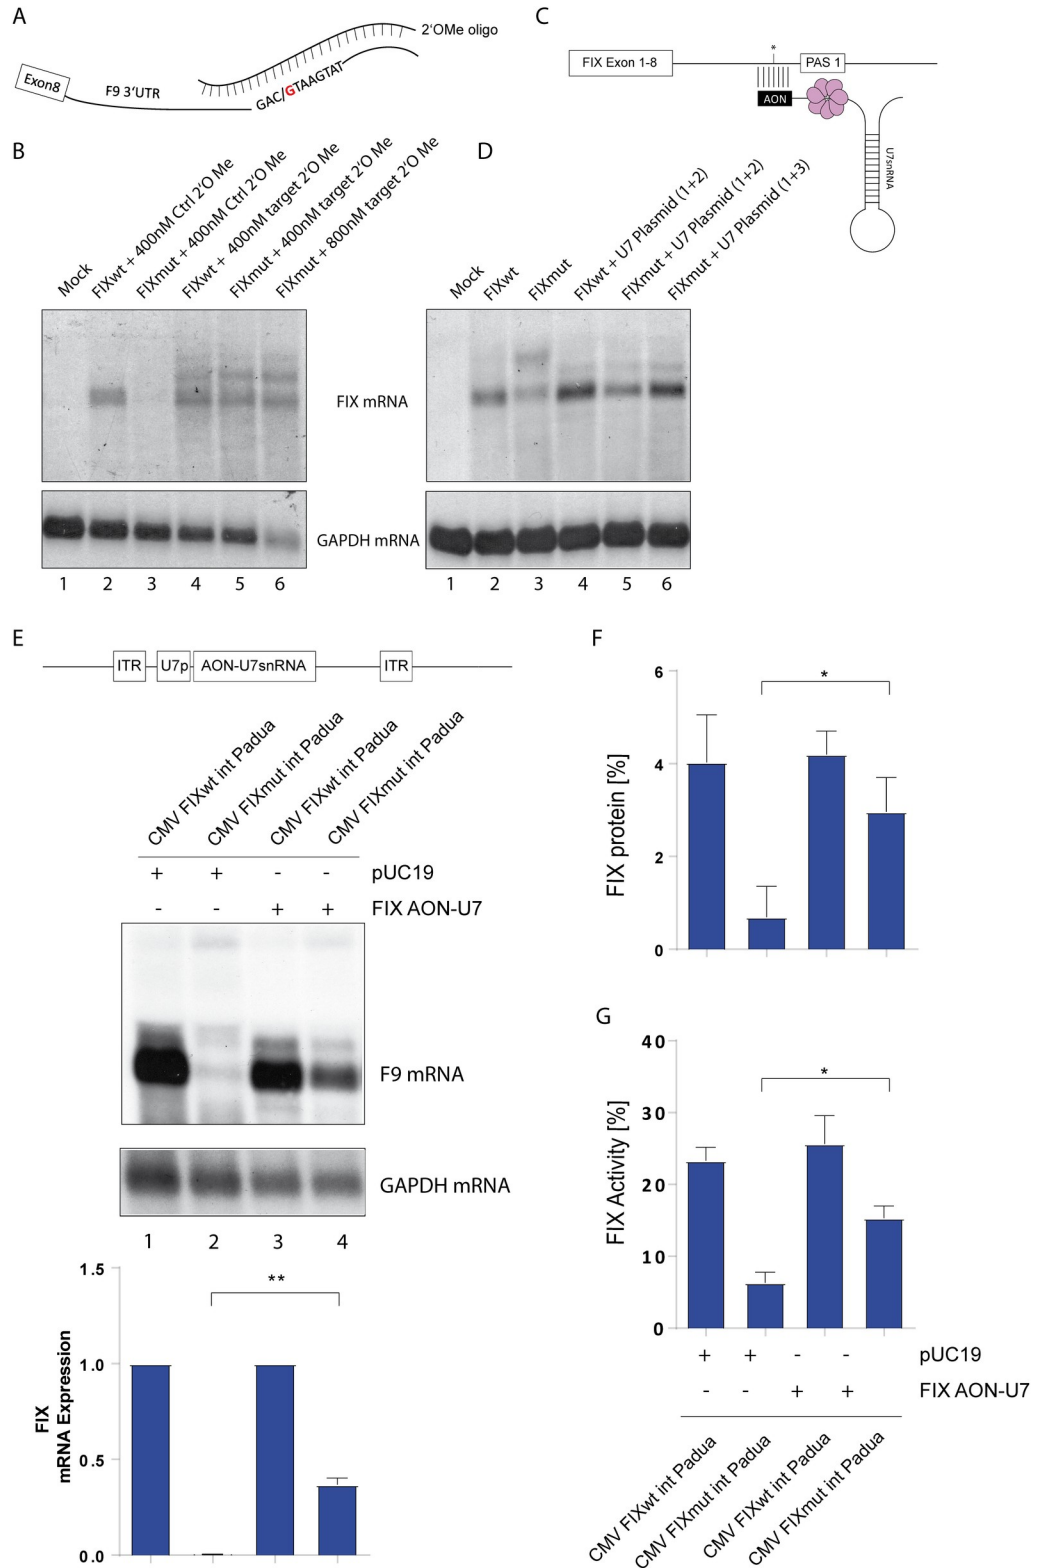 A
2‘OMe oligo
Exon8
F9 3‘UTR
GAC/GTAAGTAT
C
*
FIX Exon 1-8
PAS 1
AON
U7snRNA
B
Mock
FIXwt + 400nM Ctrl 2‘O Me
FIXmut + 400nM Ctrl 2‘O Me
FIXwt + 400nM target 2‘O Me
FIXmut + 400nM target 2‘O Me
FIXmut + 800nM target 2‘O Me
FIX mRNA
GAPDH mRNA
1 2 3 4 5 6
D
Mock
FIXwt
FIXmut
FIXwt + U7 Plasmid (1+2)
FIXmut + U7 Plasmid (1+2)
FIXmut + U7 Plasmid (1+3)
1 2 3 4 5 6
E
ITR U7p AON-U7snRNA ITR
CMV FIXwt int Padua
CMV FIXmut int Padua
CMV FIXwt int Padua
CMV FIXmut int Padua
+ + - - pUC19
- - + + FIX AON-U7
F9 mRNA
GAPDH mRNA
1 2 3 4
1.5
**
1.0
0.5
0.0
FIX
mRNA Expression
F
6
*
4
2
0
FIX protein [%]
G
40
*
30
20
10
0
FIX Activity [%]
+ + - - pUC19
- - + + FIX AON-U7
CMV FIXwt int Padua
CMV FIXmut int Padua
CMV FIXwt int Padua
CMV FIXmut int Padua